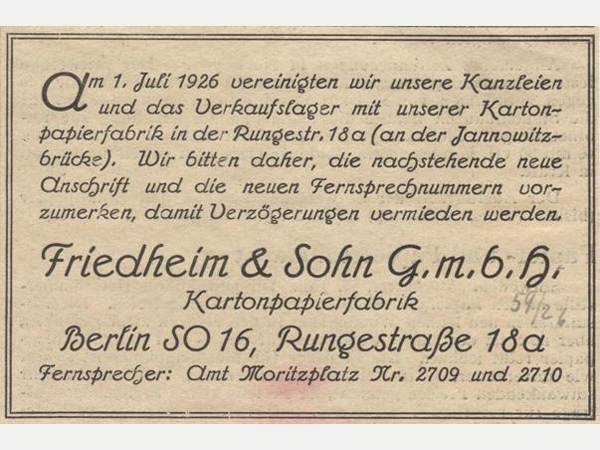 Am 1. Juli 1926 vereinigten wir unsere Kanzleien
und das Verkaufslager mit unserer Karton-
papierfabrik in der Rungestr. 18a (an der Jannowitz-
brücke). Wir bitten daher, die nachstehende neue
Anschrift und die neuen Fernsprechnummern vor-
zumerken, damit Verzögerungen vermieden werden.
Friedheim & Sohn G.m.b.H.
Kartonpapierfabrik
59/26
Berlin SO 16, Rungestraße 18a
Fernsprecher: Amt Moritzplatz Nr. 2709 und 2710